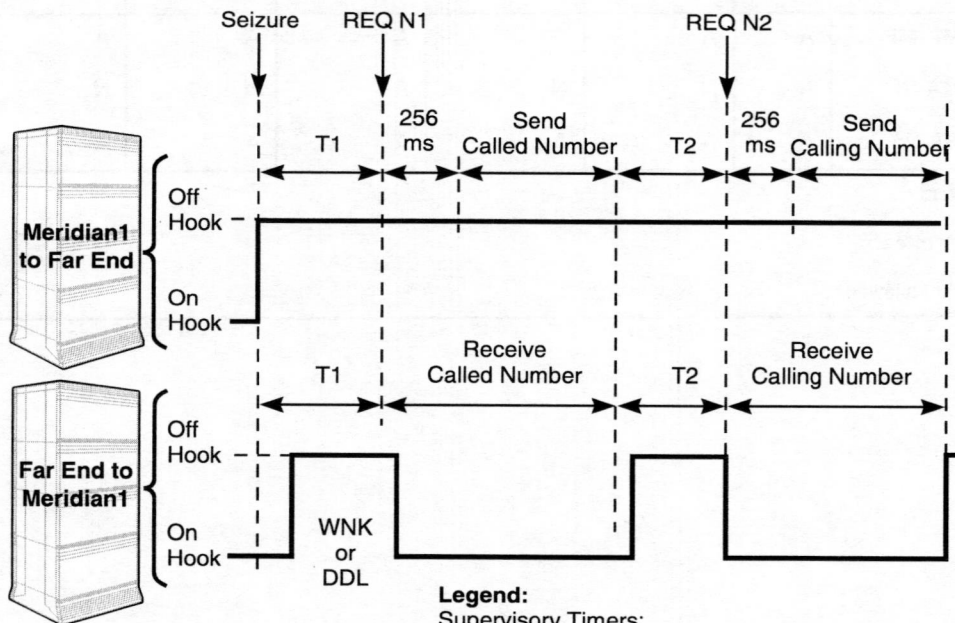 Seizure REQ N1 REQ N2
T1 256 ms Send Called Number T2 256 ms Send Calling Number
Off Hook
Meridian1 to Far End
On Hook
T1 Receive Called Number T2 Receive Calling Number
Off Hook
Far End to Meridian1
On Hook
WNK or DDL
Legend:
Supervisory Timers: